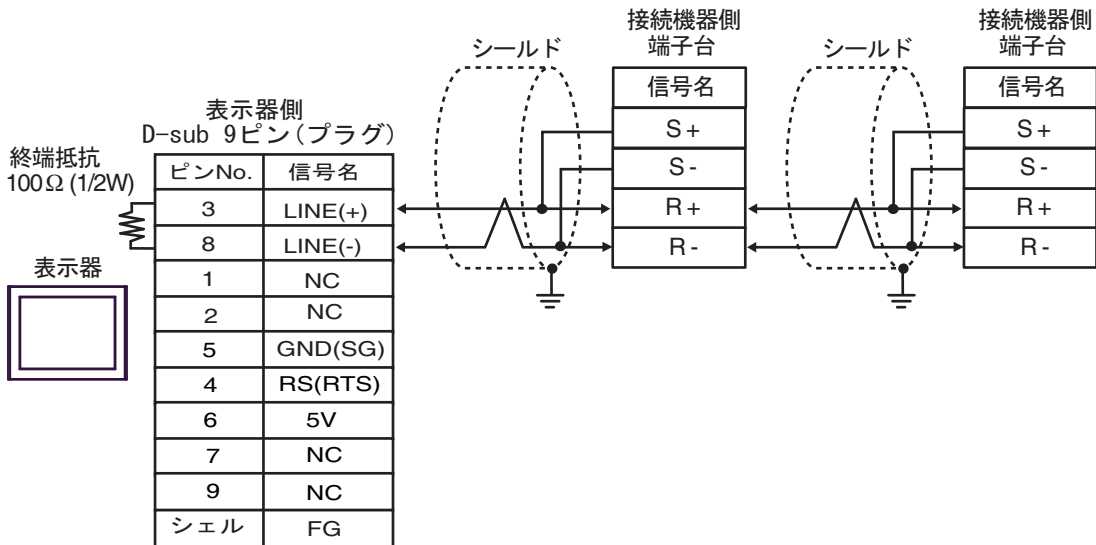 終端抵抗
100Ω (1/2W)
表示器
表示器側
D-sub 9ピン(プラグ)
ピンNo. 信号名
3 LINE(+)
8 LINE(-)
1 NC
2 NC
5 GND(SG)
4 RS(RTS)
6 5V
7 NC
9 NC
シェル FG
シールド
接続機器側
端子台
信号名
S+
S-
R+
R-
シールド
接続機器側
端子台
信号名
S+
S-
R+
R-